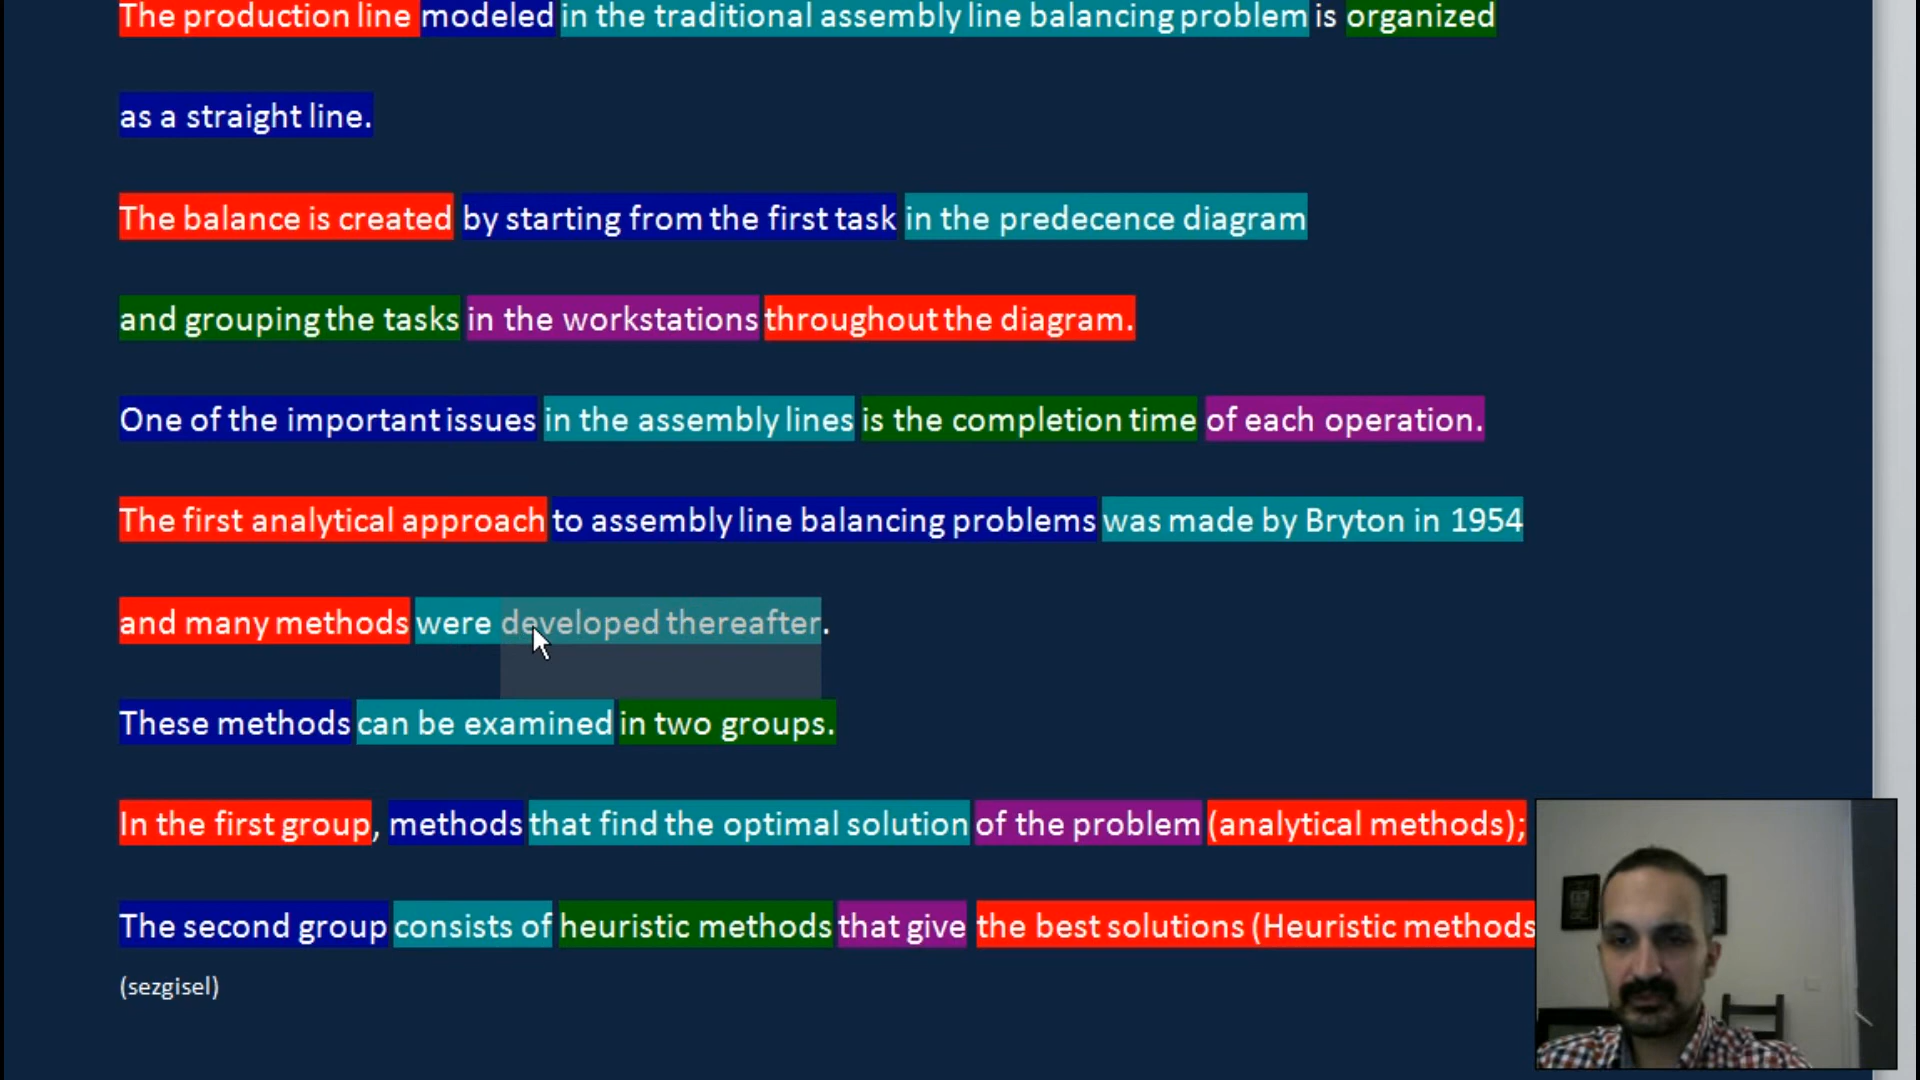 The production line modeled in the traditional assembly line balancing problem is organized
as a straight line.
The balance is created by starting from the first task in the predecence diagram
and grouping the tasks in the workstations throughout the diagram.
One of the important issues in the assembly lines is the completion time of each operation.
The first analytical approach to assembly line balancing problems was made by Bryton in 1954
and many methods were developed thereafter.
These methods can be examined in two groups.
In the first group, methods that find the optimal solution of the problem (analytical methods);
The second group consists of heuristic methods that give the best solutions (Heuristic methods
(sezgisel)